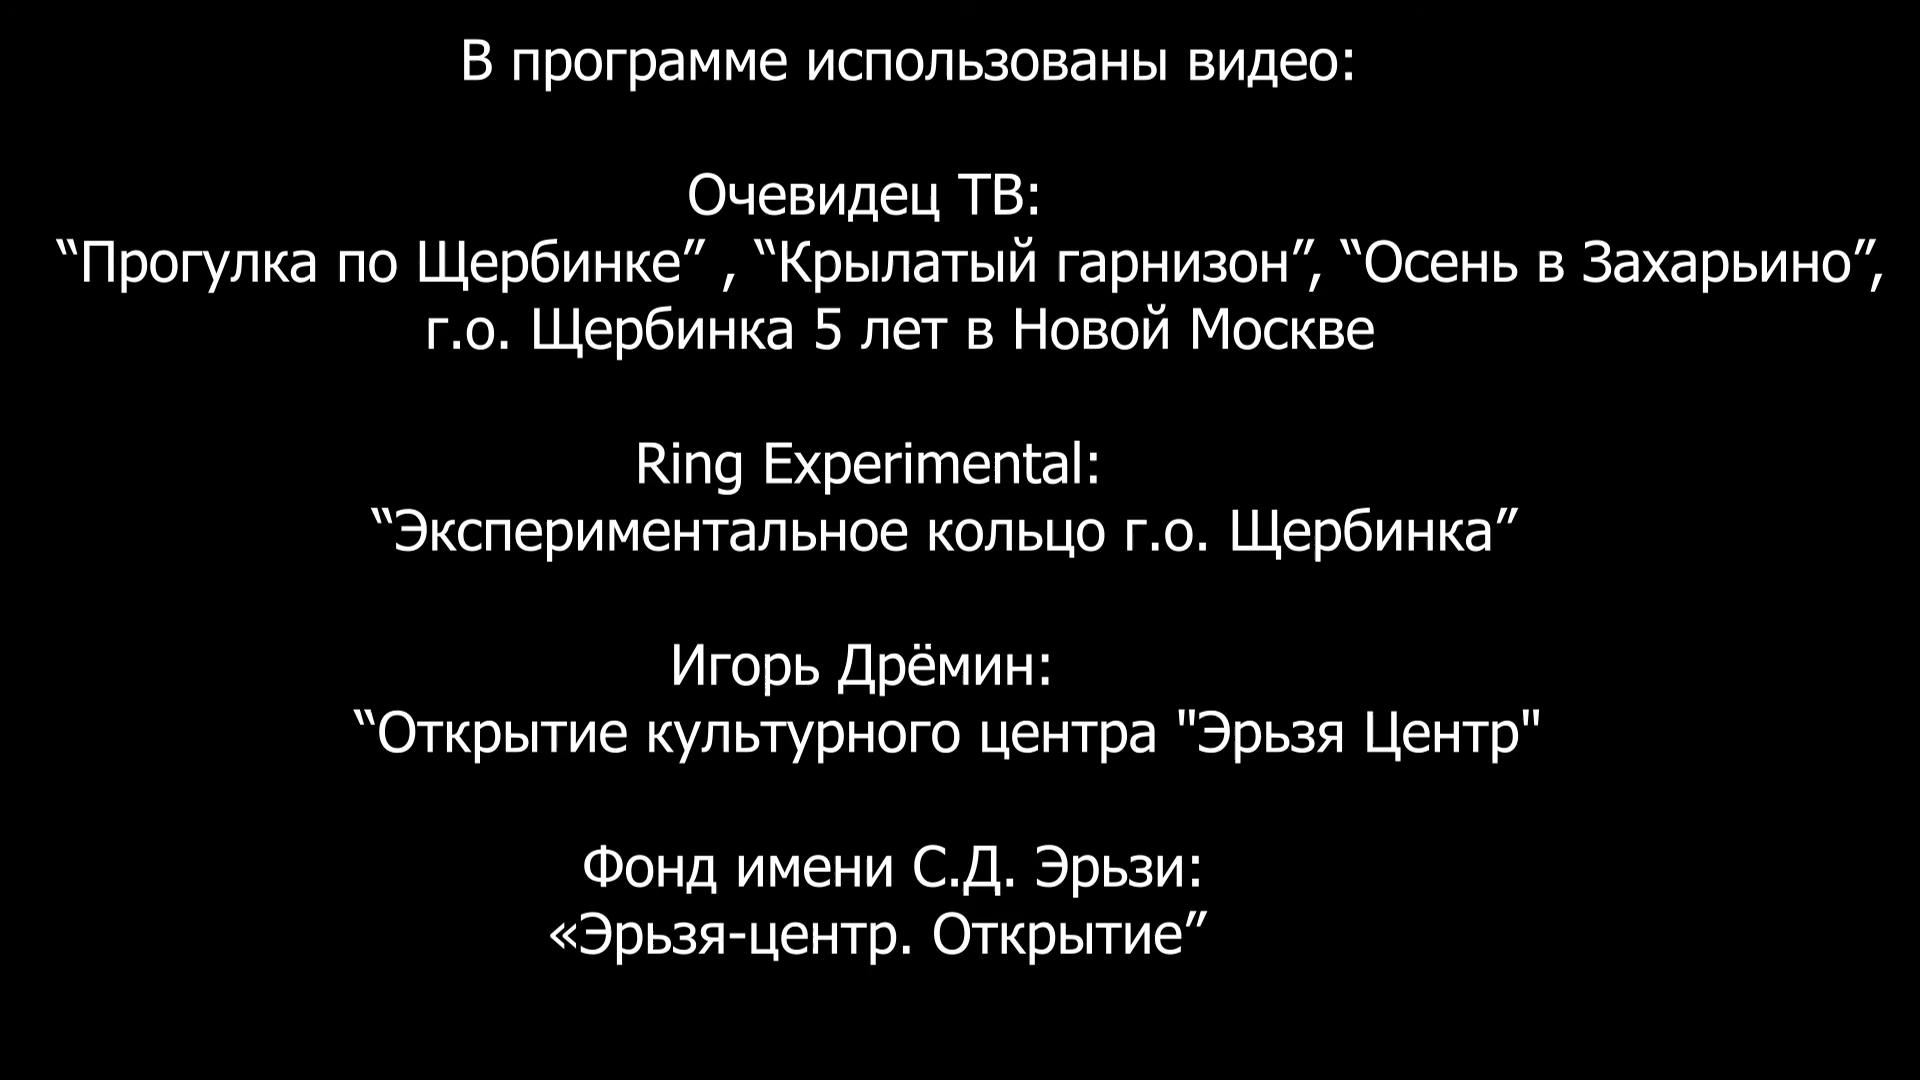 В программе использованы видео:
Очевидец ТВ:
“Прогулка по Щербинке” , “Крылатый гарнизон”, “Осень в Захарьино”,
г.о. Щербинка 5 лет в Новой Москве
Ring Experimental:
“Экспериментальное кольцо г.о. Щербинка”
Игорь Дрёмин:
“Открытие культурного центра "Эрьзя Центр"
Фонд имени С.Д. Эрьзи:
«Эрьзя-центр. Открытие”